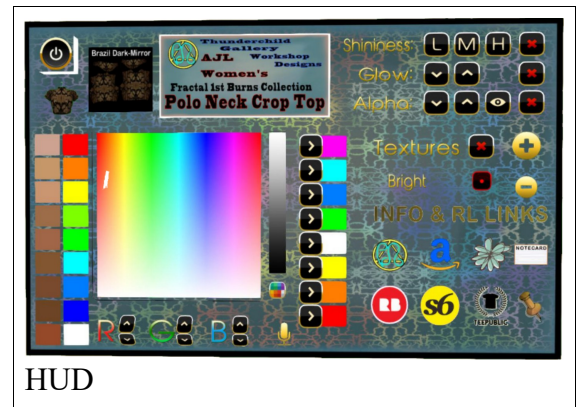 Brazil Dark-Mirror
Thunderchild
Gallery
AJL Workshop
Designs
Women's
Fractal 1st Burns Collection
Polo Neck Crop Top
Shininess: L M H
Glow:
Alpha:
Textures
Bright
INFO & RL LINKS
a
NOTECARD
RB
s6
TEEPUBLIC
R G B
HUD